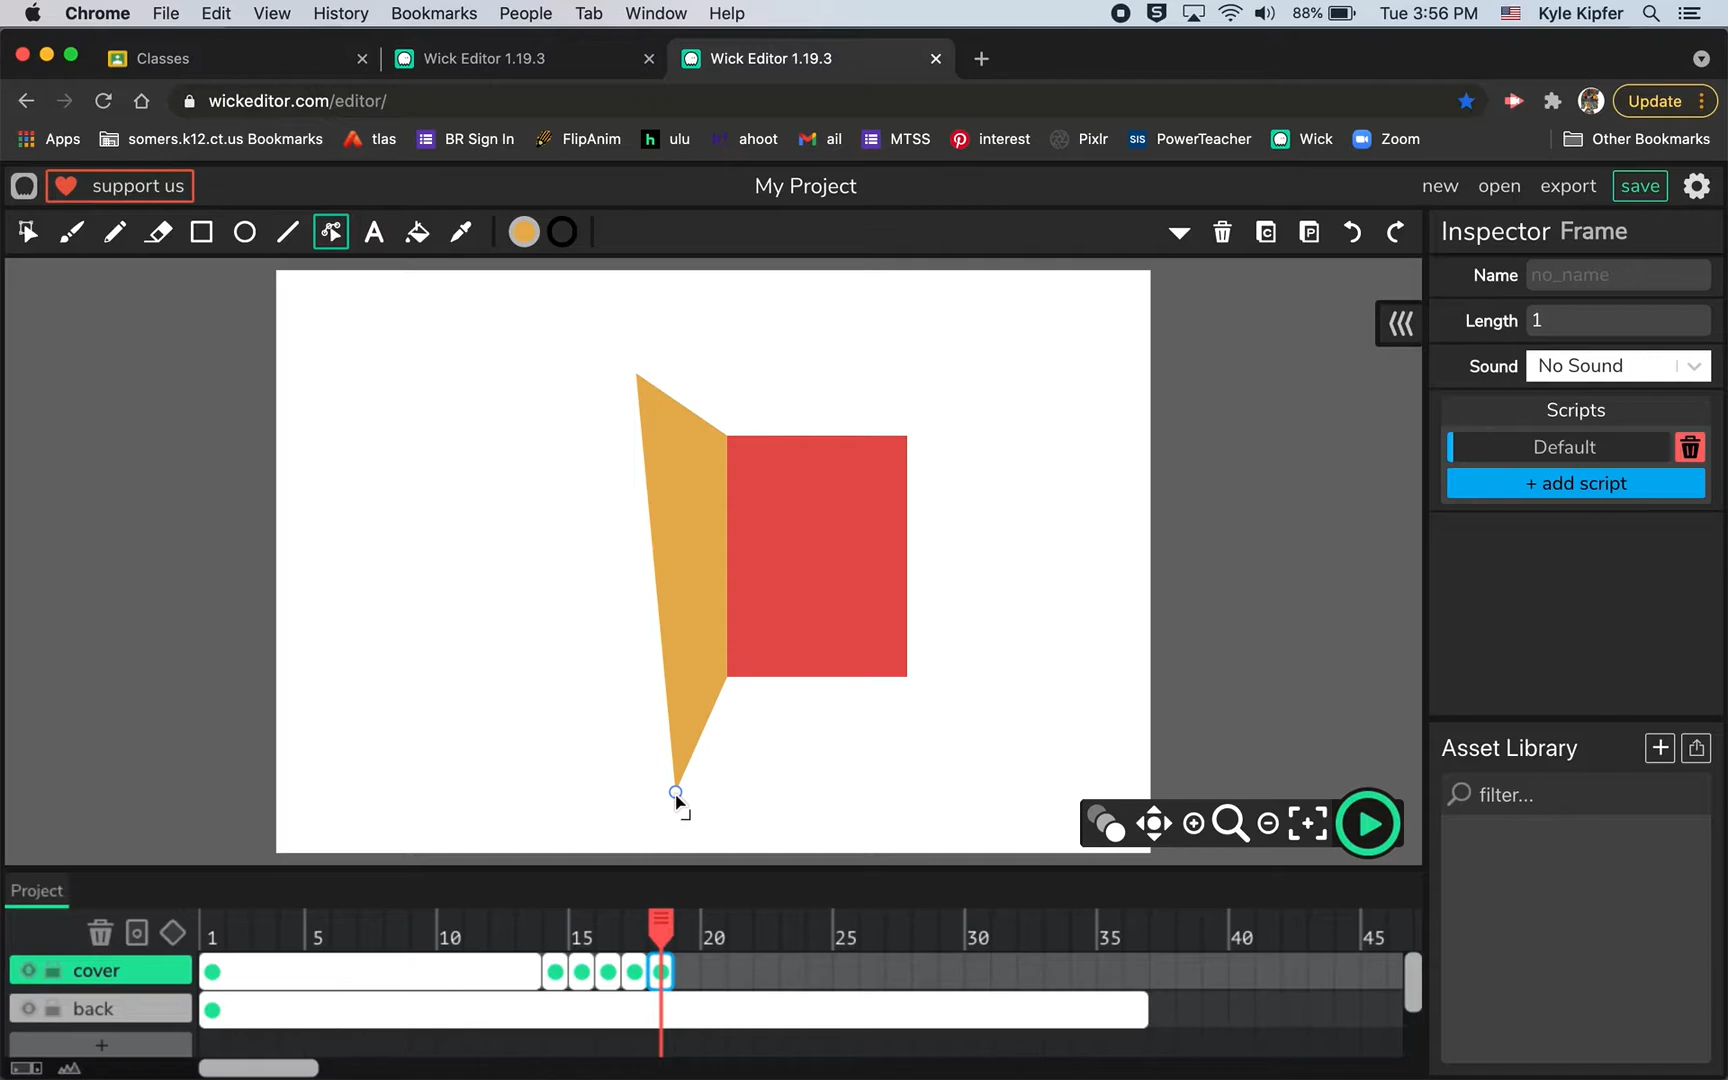 Chrome File Edit View History Bookmarks People Tab Window Help 88% Tue 3:56 PM Kyle Kipfer
Classes Wick Editor 1.19.3 Wick Editor 1.19.3
wickeditor.com/editor/ Update
Apps somers.k12.ct.us Bookmarks tlas BR Sign In FlipAnim ulu ahoot ail MTSS interest Pixlr SIS PowerTeacher Wick Zoom Other Bookmarks
support us My Project new open export save
Inspector Frame
Name no_name
Length 1
Sound No Sound
Scripts
Default
+ add script
Asset Library
filter...
Project
1 5 10 15 20 25 30 35 40 45
cover
back